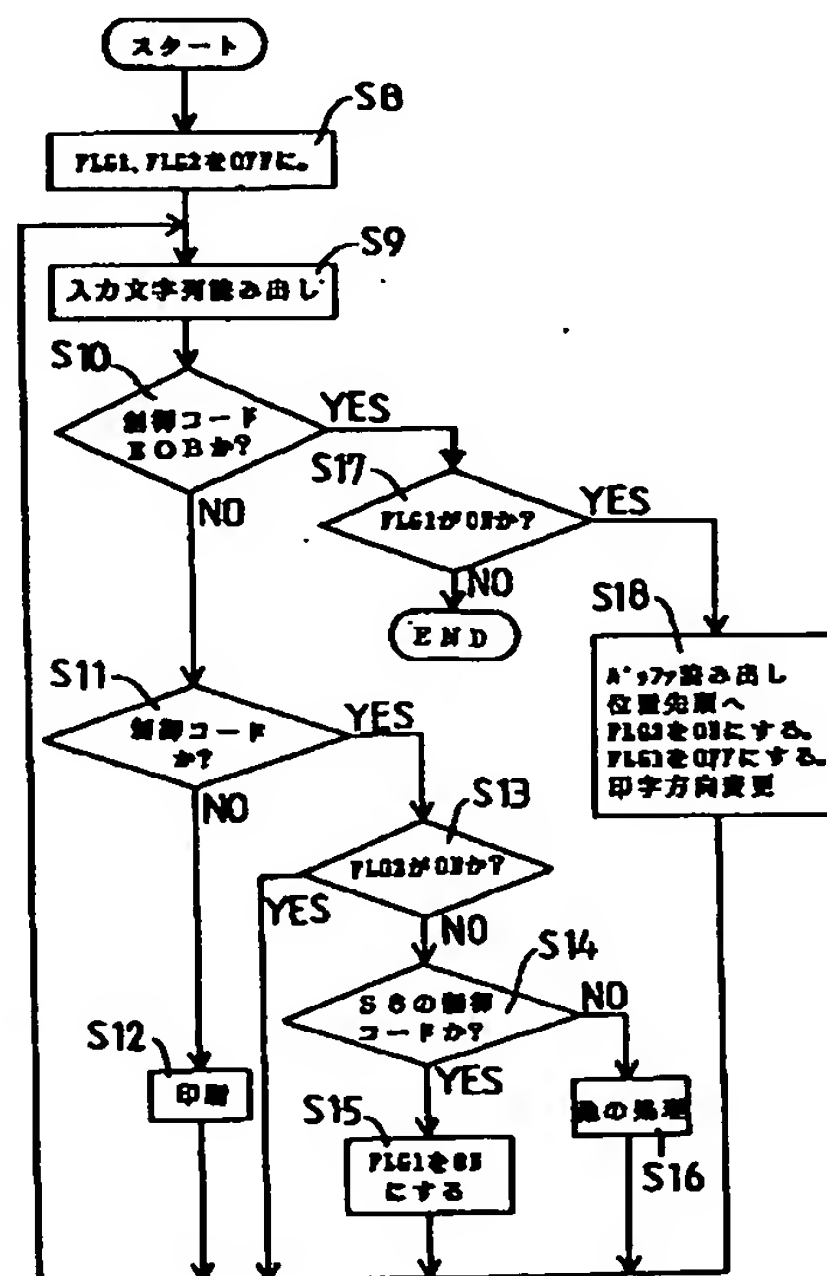 スタート
S8
FLG1、FLG2をOFFに。
S9
入力文字列読み出し
S10
制御コード
EOBか?
YES
NO
S17
FLG1がONか?
YES
NO
END
S18
バッファ読み出し
位置先頭へ
FLG2をONにする。
FLG1をOFFにする。
印字方向変更
S11
制御コード
か?
YES
NO
S13
FLG2がONか?
YES
NO
S14
S6の制御
コードか?
NO
YES
S12
印刷
S15
FLG1をON
にする
他の処理
S16